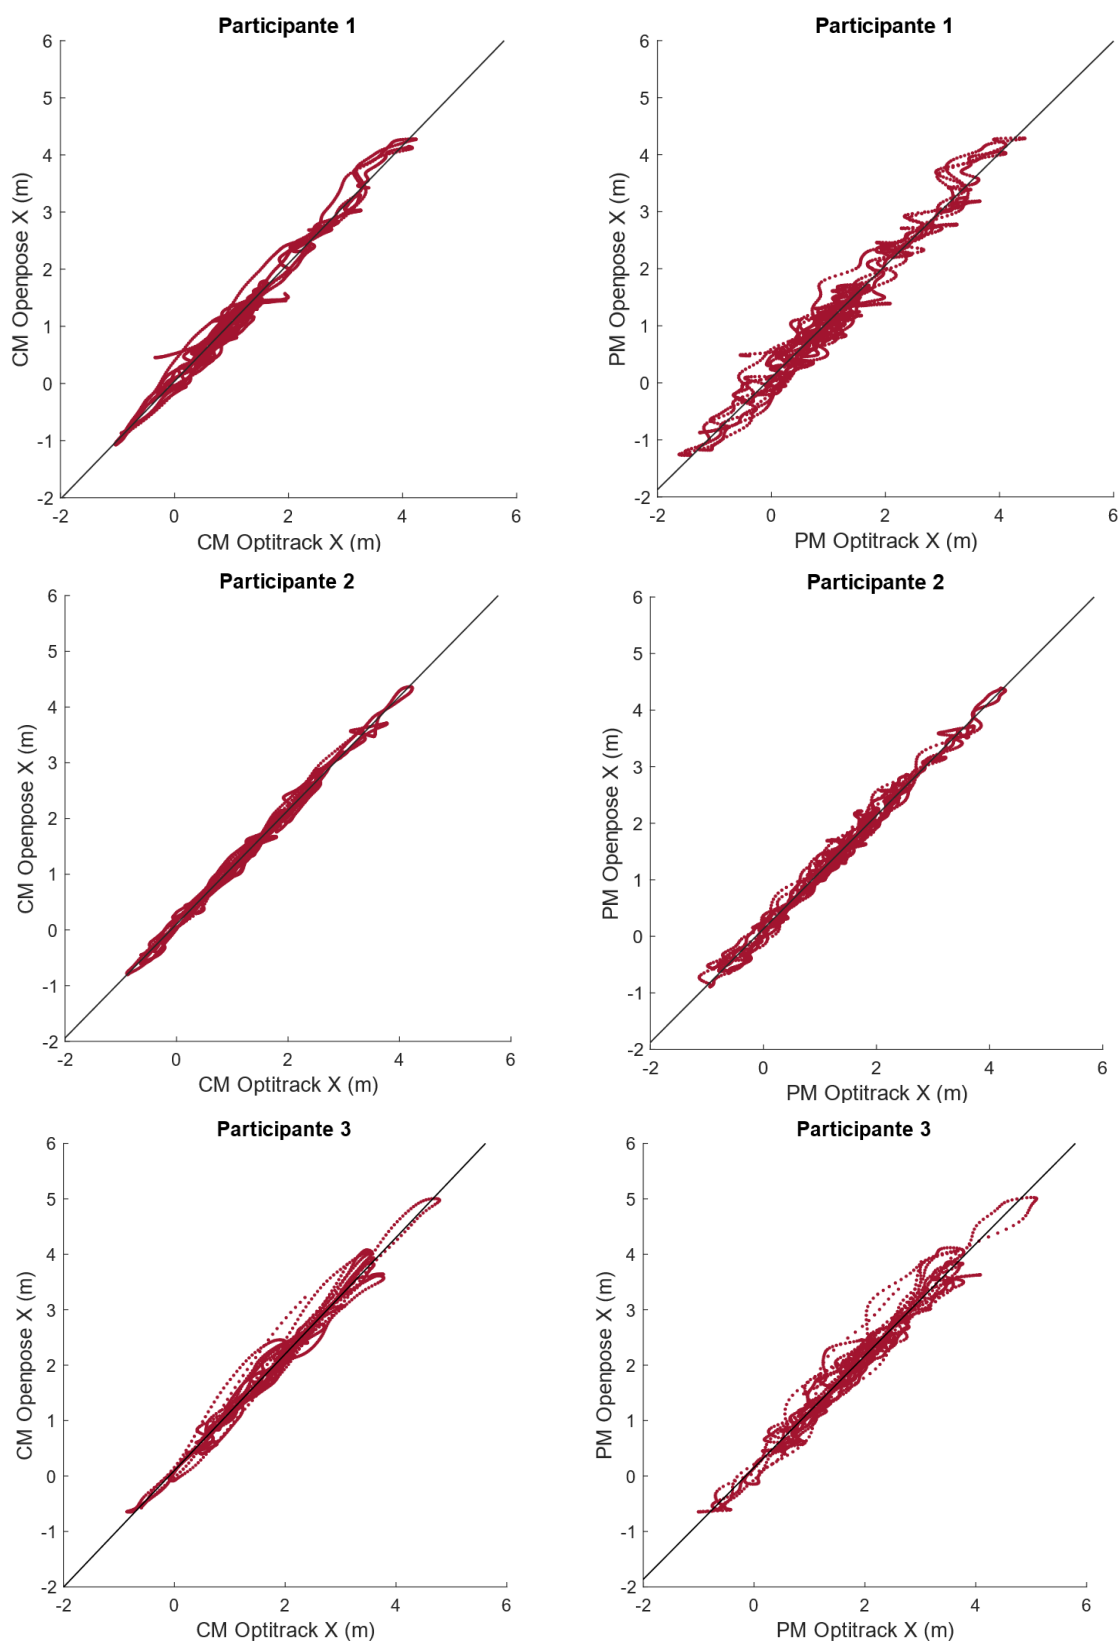 Participante 1
6
5
4
3
2
1
0
-1
-2
CM Openpose X (m)
-2 0 2 4 6
CM Optitrack X (m)
Participante 1
6
5
4
3
2
1
0
-1
-2
PM Openpose X (m)
-2 0 2 4 6
PM Optitrack X (m)
Participante 2
6
5
4
3
2
1
0
-1
-2
CM Openpose X (m)
-2 0 2 4 6
CM Optitrack X (m)
Participante 2
6
5
4
3
2
1
0
-1
-2
PM Openpose X (m)
-2 0 2 4 6
PM Optitrack X (m)
Participante 3
6
5
4
3
2
1
0
-1
-2
CM Openpose X (m)
-2 0 2 4 6
CM Optitrack X (m)
Participante 3
6
5
4
3
2
1
0
-1
-2
PM Openpose X (m)
-2 0 2 4 6
PM Optitrack X (m)